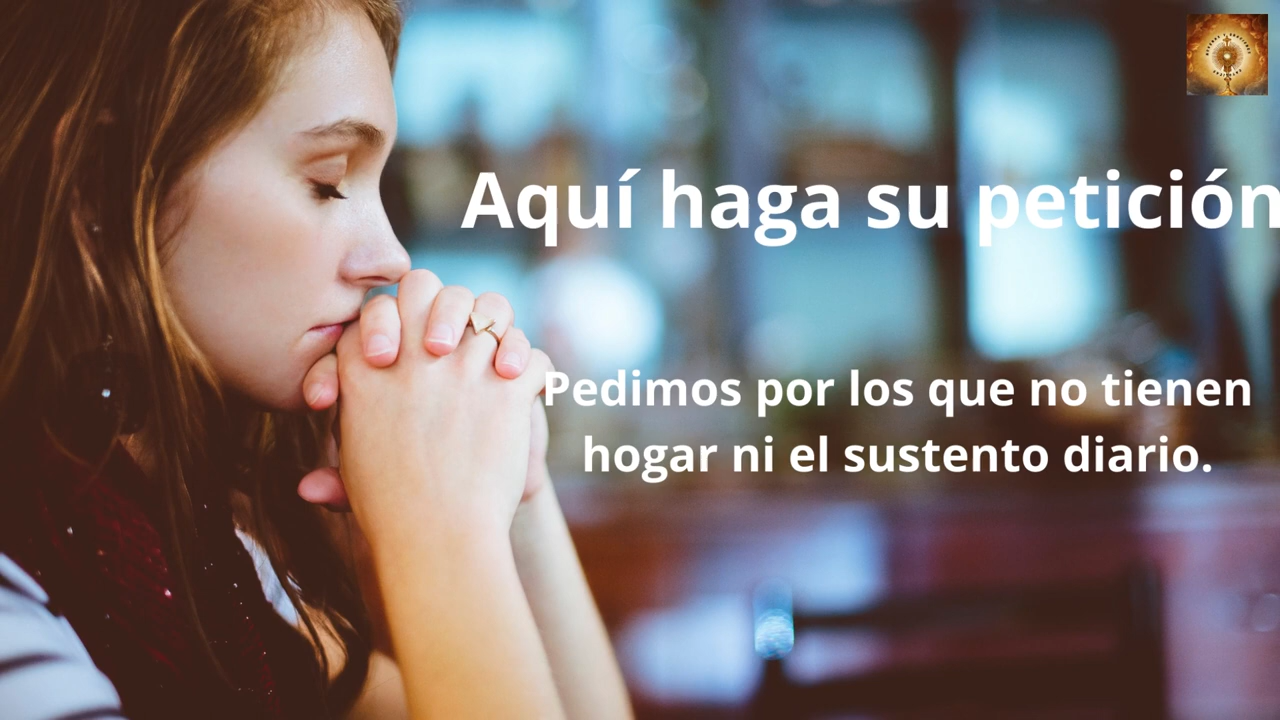 Aquí haga su petición
Pedimos por los que no tienen
hogar ni el sustento diario.